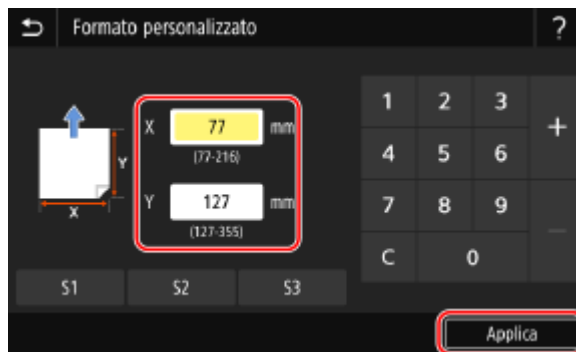 Formato personalizzato ?
X 77 mm
(77-216)
Y
Y 127 mm
(127-355)
X
1 2 3
+
4 5 6
7 8 9
−
C 0
S1 S2 S3
Applica